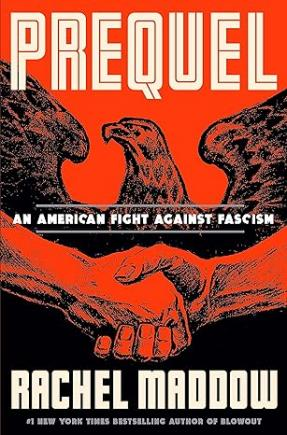 PREQUEL
AN AMERICAN FIGHT AGAINST FASCISM
RACHEL MADDOW
#1 NEW YORK TIMES BESTSELLING AUTHOR OF BLOWOUT